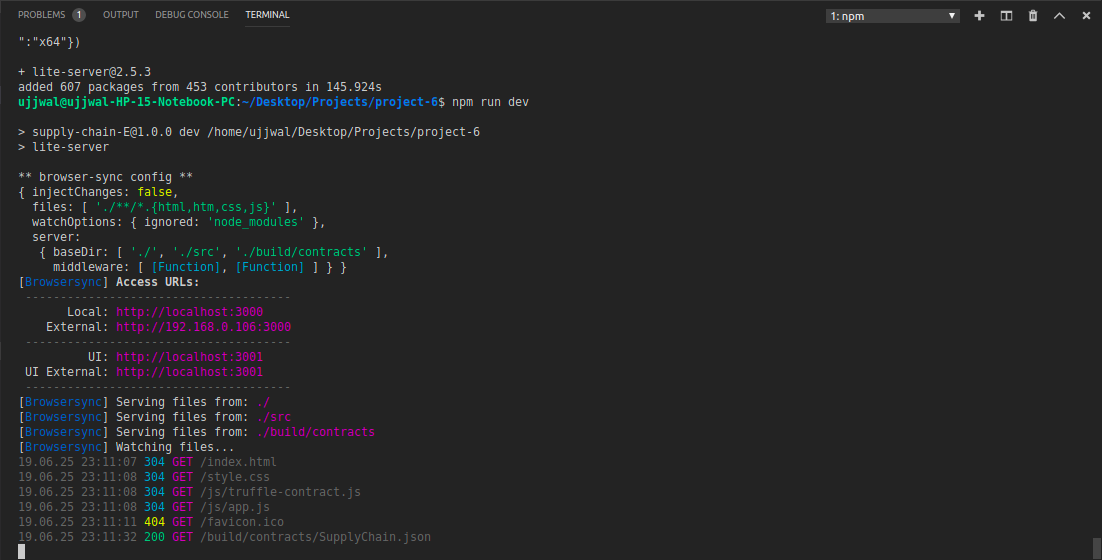 PROBLEMS 1 OUTPUT DEBUG CONSOLE TERMINAL 1: npm
":"x64"})
+ lite-server@2.5.3
added 607 packages from 453 contributors in 145.924s
ujjwal@ujjwal-HP-15-Notebook-PC:~/Desktop/Projects/project-6$ npm run dev
> supply-chain-E@1.0.0 dev /home/ujjwal/Desktop/Projects/project-6
> lite-server
** browser-sync config **
{ injectChanges: false,
  files: [ './**/*.{html,htm,css,js}' ],
  watchOptions: { ignored: 'node_modules' },
  server:
   { baseDir: [ './', './src', './build/contracts' ],
     middleware: [ [Function], [Function] ] } }
[Browsersync] Access URLs:
 --------------------------------------
       Local: http://localhost:3000
    External: http://192.168.0.106:3000
 --------------------------------------
          UI: http://localhost:3001
 UI External: http://localhost:3001
 --------------------------------------
[Browsersync] Serving files from: ./
[Browsersync] Serving files from: ./src
[Browsersync] Serving files from: ./build/contracts
[Browsersync] Watching files...
19.06.25 23:11:07 304 GET /index.html
19.06.25 23:11:08 304 GET /style.css
19.06.25 23:11:08 304 GET /js/truffle-contract.js
19.06.25 23:11:08 304 GET /js/app.js
19.06.25 23:11:11 404 GET /favicon.ico
19.06.25 23:11:32 200 GET /build/contracts/SupplyChain.json